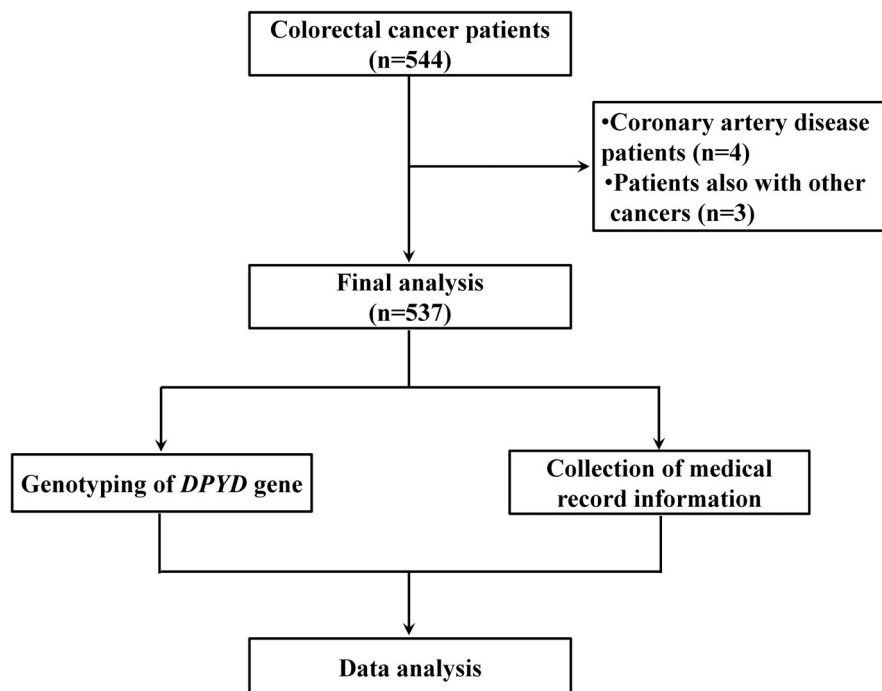 Colorectal cancer patients
(n=544)
•Coronary artery disease
patients (n=4)
•Patients also with other
cancers (n=3)
Final analysis
(n=537)
Genotyping of DPYD gene
Collection of medical
record information
Data analysis